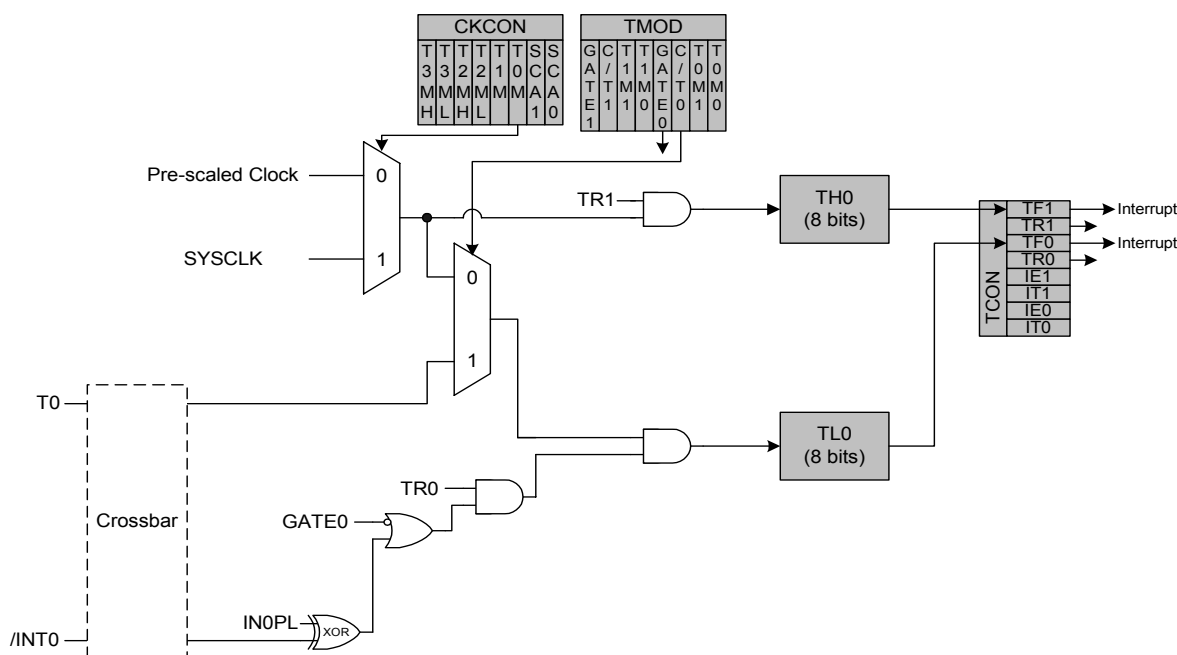 CKCON
T3MH
T3ML
T2MH
T2ML
T1M
T0M
SCA1
SCA0
TMOD
GATE1
C/T1
T1M1
T1M0
GATE0
C/T0
T0M1
T0M0
Pre-scaled Clock
0
SYSCLK
1
TR1
TH0
(8 bits)
TCON
TF1
TR1
TF0
TR0
IE1
IT1
IE0
IT0
Interrupt
Interrupt
0
1
T0
Crossbar
TL0
(8 bits)
TR0
GATE0
IN0PL
XOR
/INT0